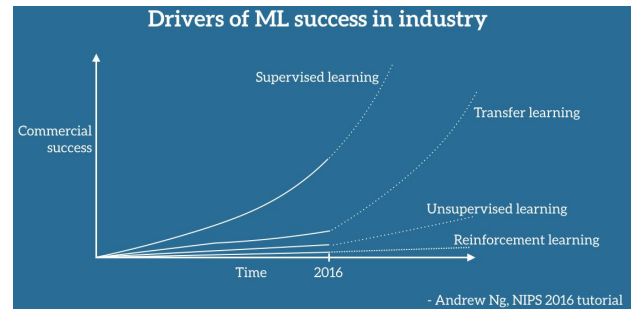 Drivers of ML success in industry
Supervised learning
Transfer learning
Commercial
success
Unsupervised learning
Reinforcement learning
Time
2016
- Andrew Ng, NIPS 2016 tutorial